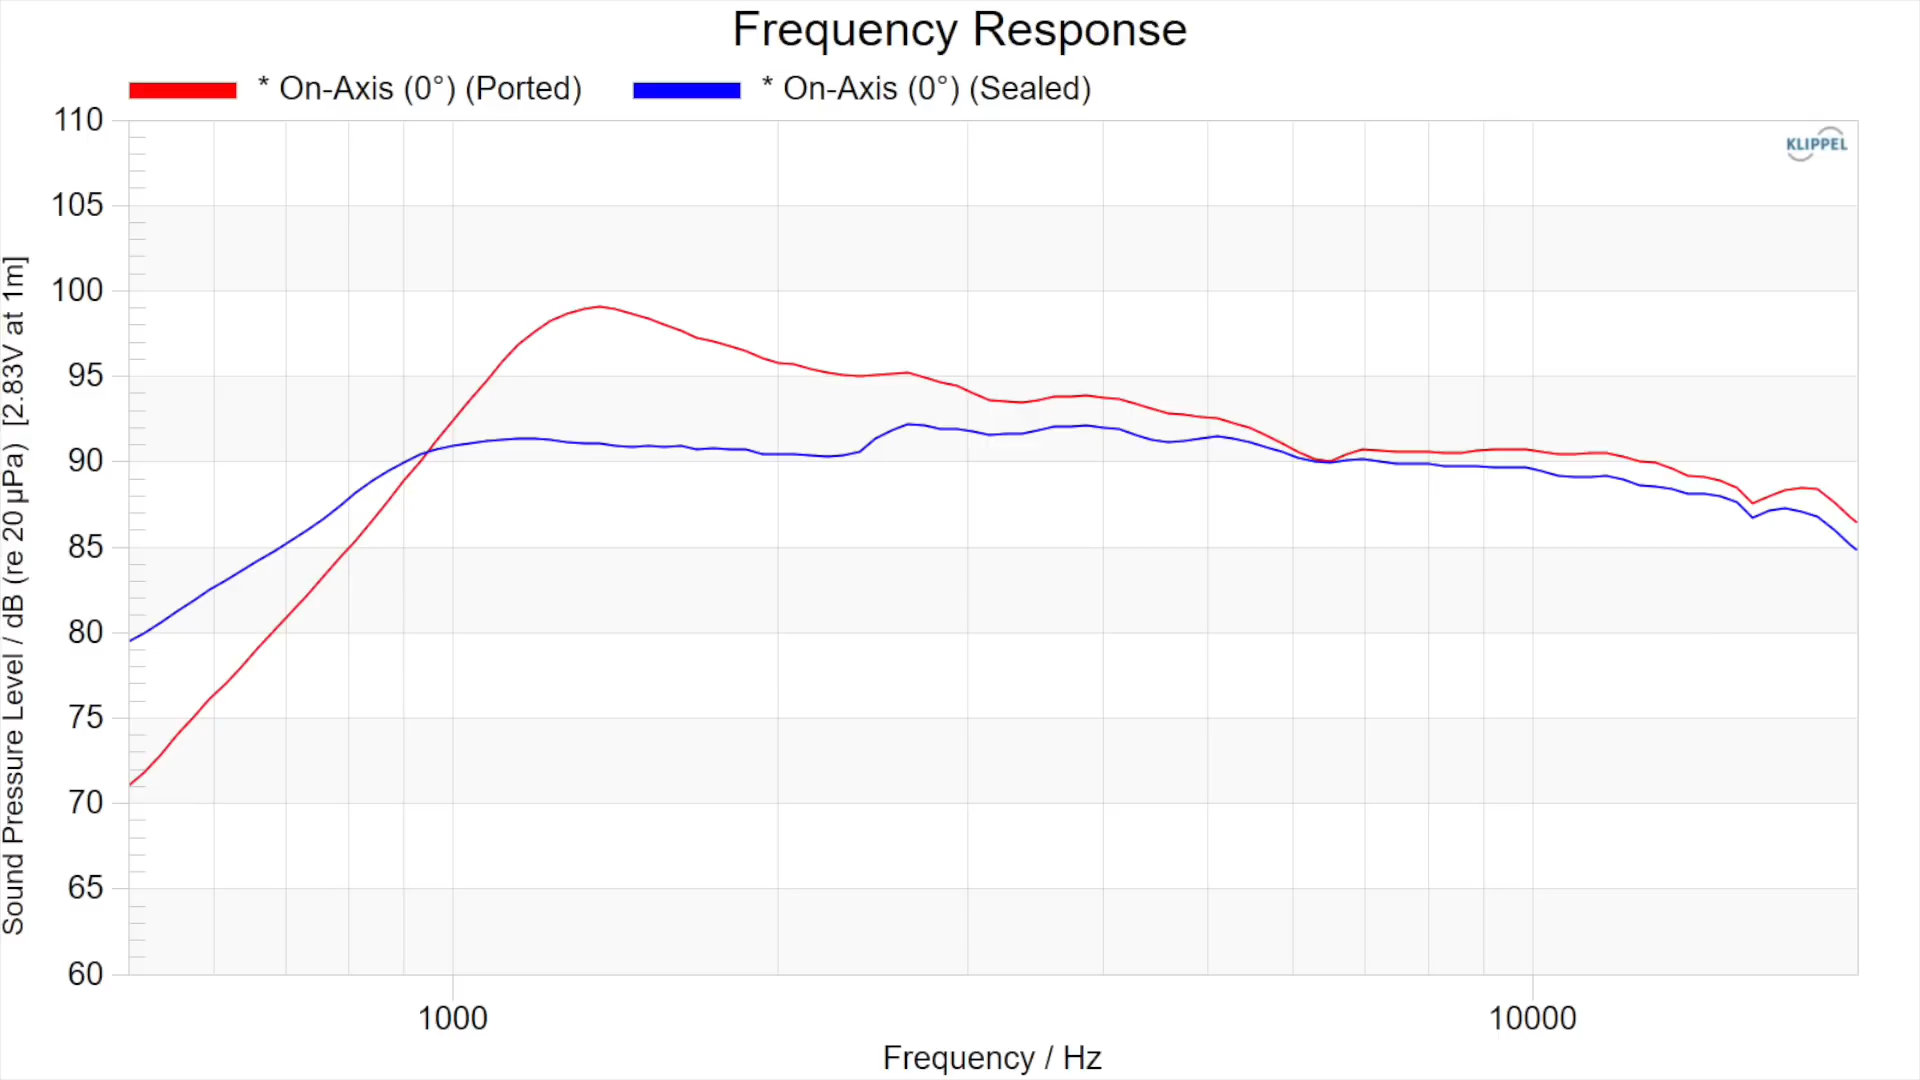 Frequency Response
* On-Axis (0°) (Ported)
* On-Axis (0°) (Sealed)
KLIPPEL
110
105
100
95
90
85
80
75
70
65
60
Sound Pressure Level / dB (re 20 µPa) [2.83V at 1m]
1000
10000
Frequency / Hz